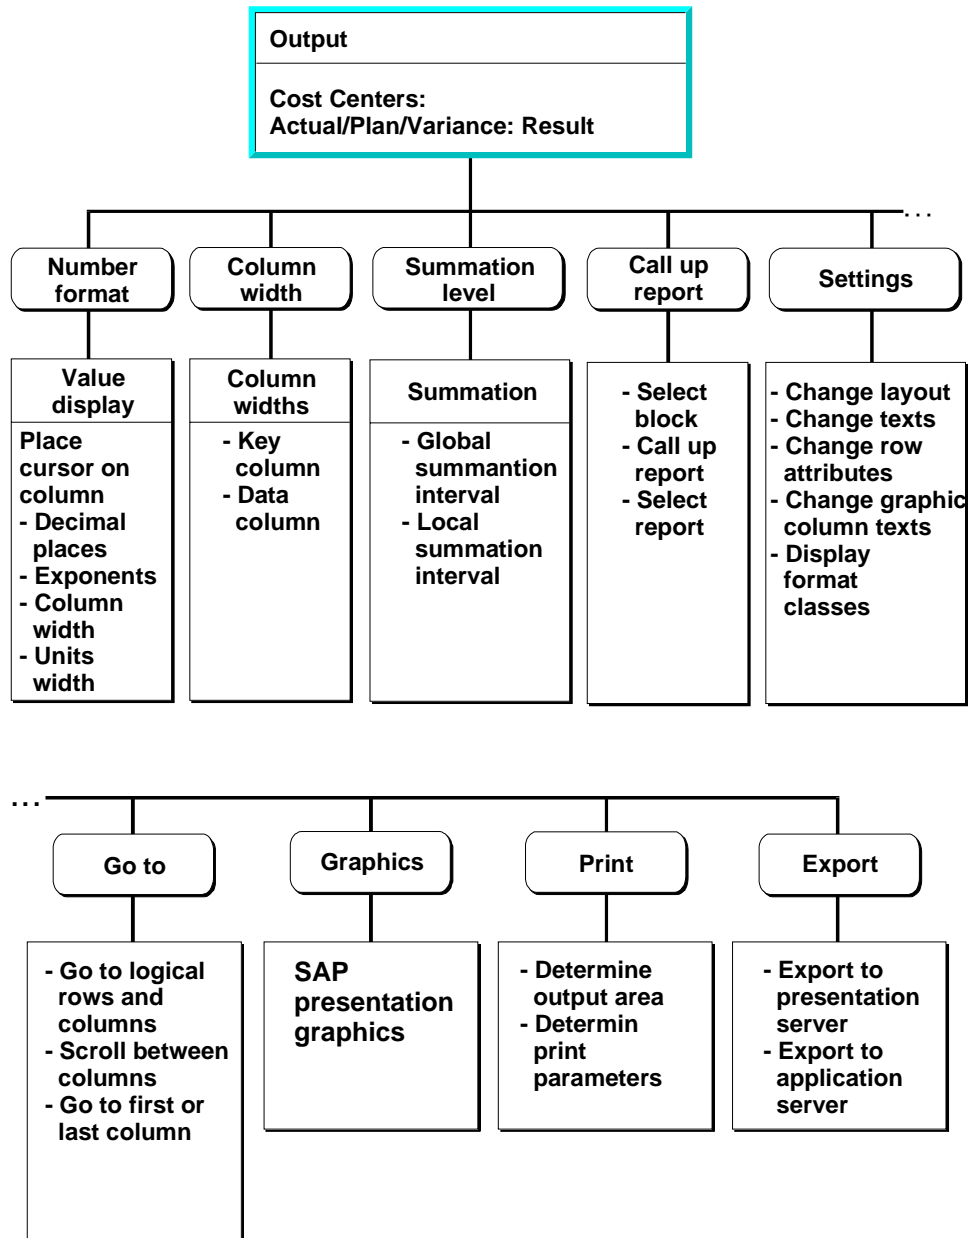 Output
Cost Centers:
Actual/Plan/Variance: Result
...
Number
format
Column
width
Summation
level
Call up
report
Settings
Value
display
Place
cursor on
column
- Decimal
places
- Exponents
- Column
width
- Units
width
Column
widths
- Key
column
- Data
column
Summation
- Global
summantion
interval
- Local
summation
interval
- Select
block
- Call up
report
- Select
report
- Change layout
- Change texts
- Change row
attributes
- Change graphic
column texts
- Display
format
classes
...
Go to
Graphics
Print
Export
- Go to logical
rows and
columns
- Scroll between
columns
- Go to first or
last column
SAP
presentation
graphics
- Determine
output area
- Determin
print
parameters
- Export to
presentation
server
- Export to
application
server